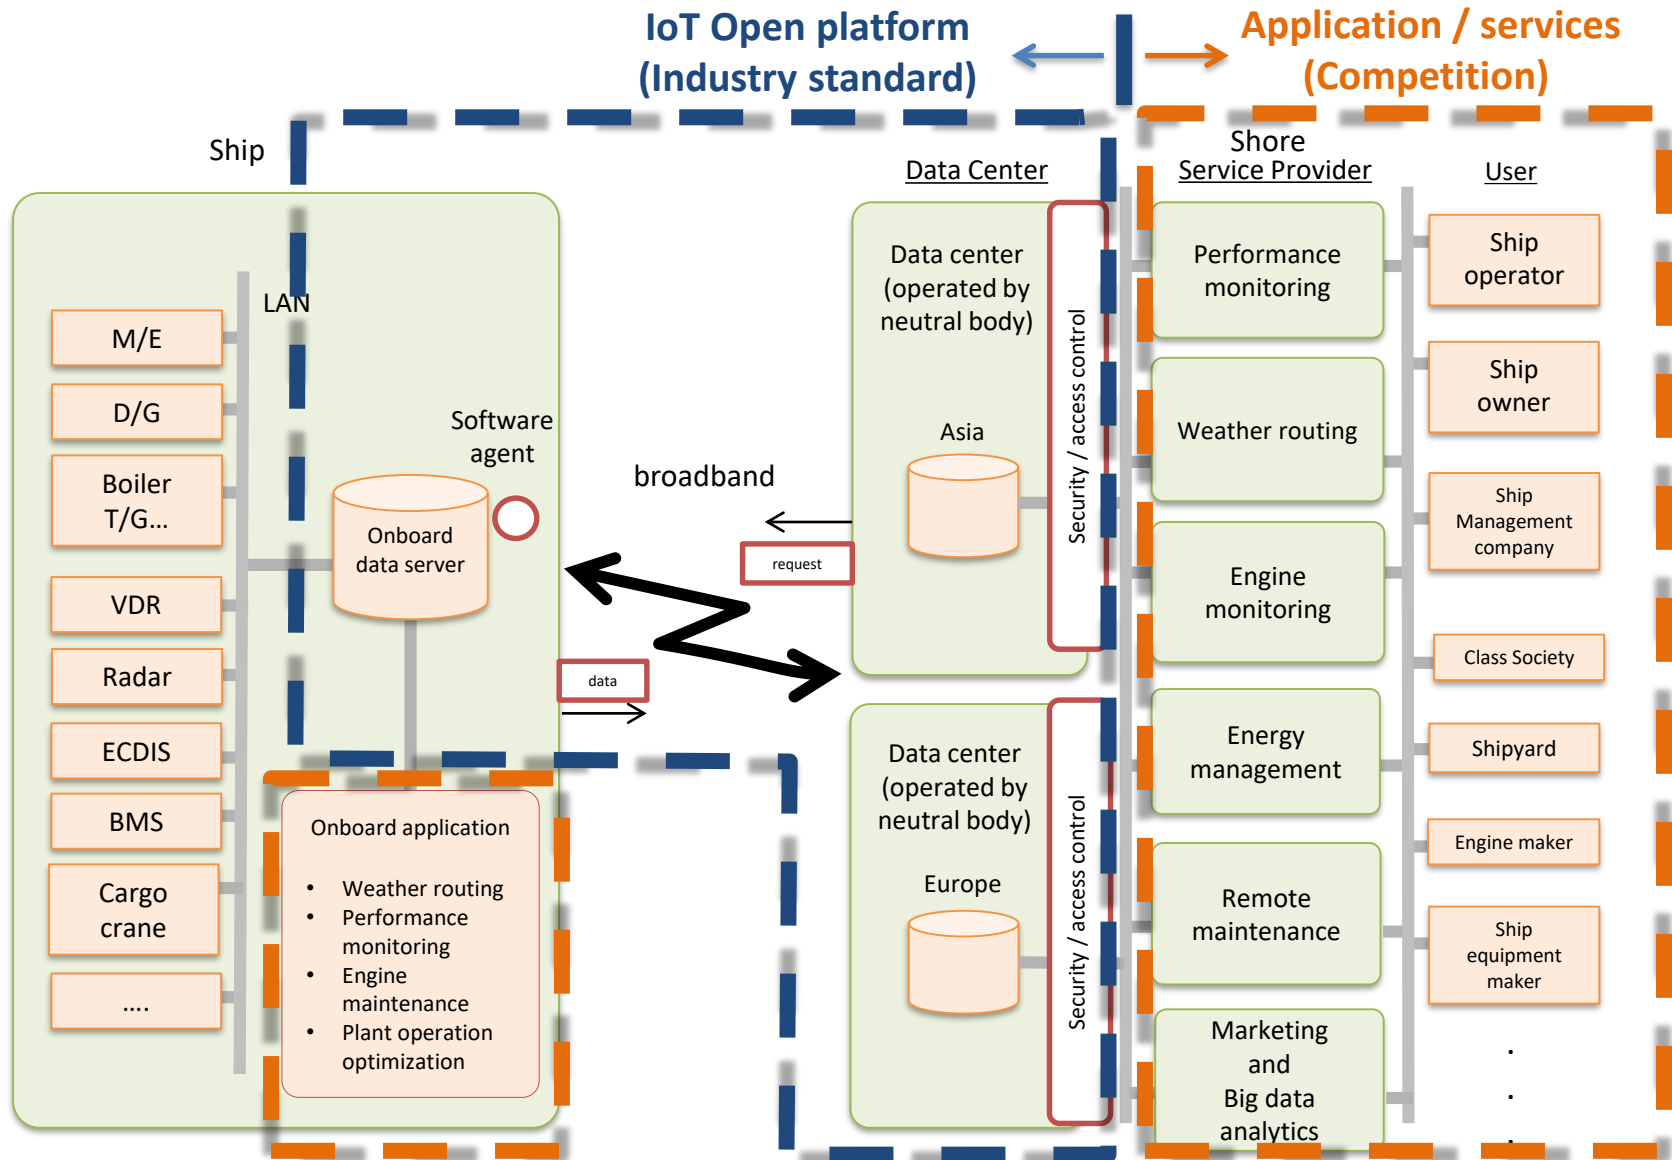 IoT Open platform
(Industry standard)
Application / services
(Competition)
Ship
LAN
M/E
D/G
Boiler
T/G...
VDR
Radar
ECDIS
BMS
Cargo
crane
....
Software
agent
Onboard
data server
Onboard application
• Weather routing
• Performance
monitoring
• Engine
maintenance
• Plant operation
optimization
broadband
request
data
Data Center
Data center
(operated by
neutral body)
Asia
Security / access control
Data center
(operated by
neutral body)
Europe
Security / access control
Shore
Service Provider
Performance
monitoring
Weather routing
Engine
monitoring
Energy
management
Remote
maintenance
Marketing
and
Big data
analytics
User
Ship
operator
Ship
owner
Ship
Management
company
Class Society
Shipyard
Engine maker
Ship
equipment
maker
.
.
.